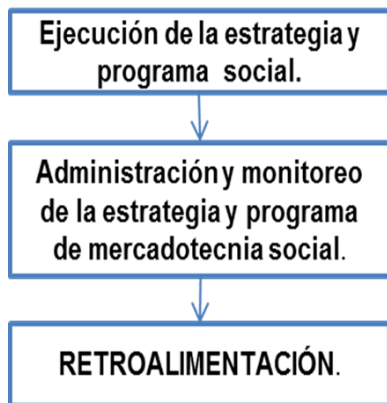 Ejecución de la estrategia y
programa social.
Administración y monitoreo
de la estrategia y programa
de mercadotecnia social.
RETROALIMENTACIÓN.